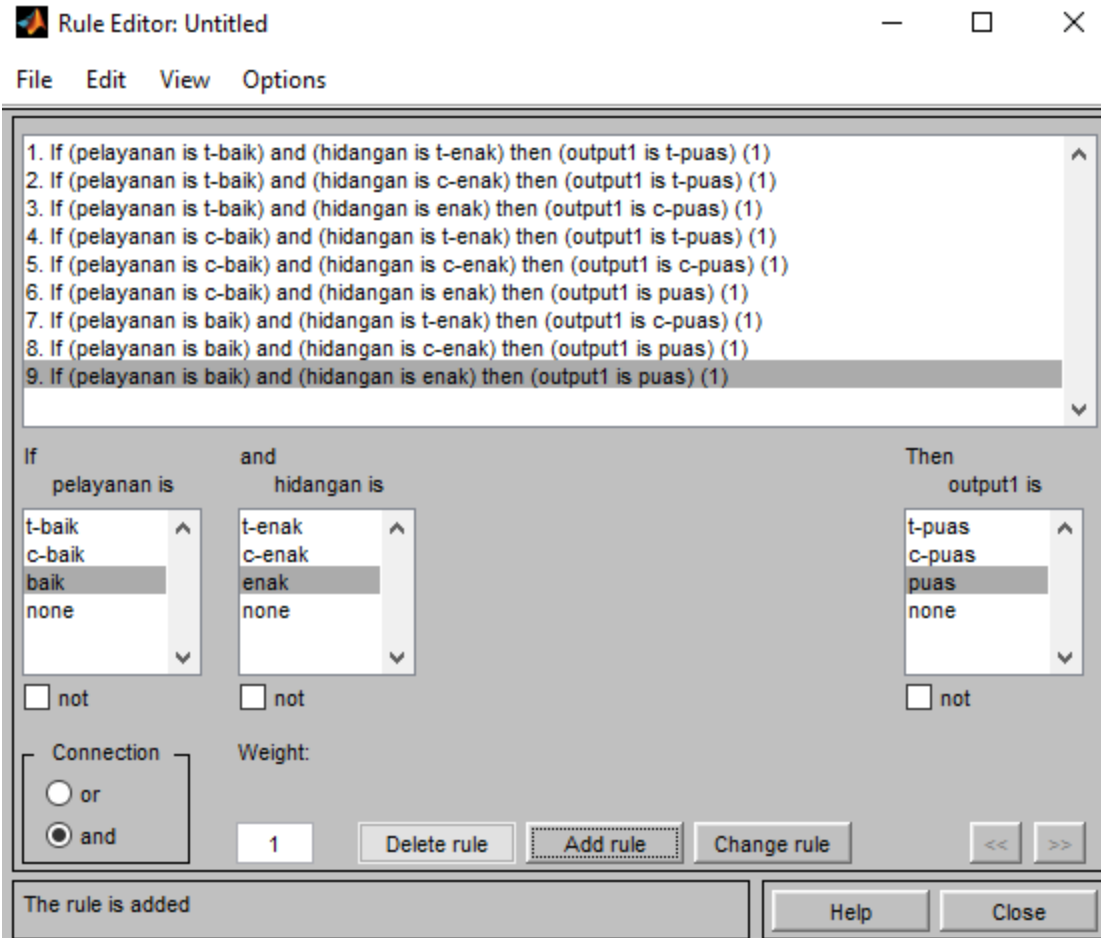 Rule Editor: Untitled
File Edit View Options
1. If (pelayanan is t-baik) and (hidangan is t-enak) then (output1 is t-puas) (1)
2. If (pelayanan is t-baik) and (hidangan is c-enak) then (output1 is t-puas) (1)
3. If (pelayanan is t-baik) and (hidangan is enak) then (output1 is c-puas) (1)
4. If (pelayanan is c-baik) and (hidangan is t-enak) then (output1 is t-puas) (1)
5. If (pelayanan is c-baik) and (hidangan is c-enak) then (output1 is c-puas) (1)
6. If (pelayanan is c-baik) and (hidangan is enak) then (output1 is puas) (1)
7. If (pelayanan is baik) and (hidangan is t-enak) then (output1 is c-puas) (1)
8. If (pelayanan is baik) and (hidangan is c-enak) then (output1 is puas) (1)
9. If (pelayanan is baik) and (hidangan is enak) then (output1 is puas) (1)
If and Then
pelayanan is hidangan is output1 is
t-baik t-enak t-puas
c-baik c-enak c-puas
baik enak puas
none none none
not not not
Connection Weight:
or
and 1 Delete rule Add rule Change rule << >>
The rule is added Help Close